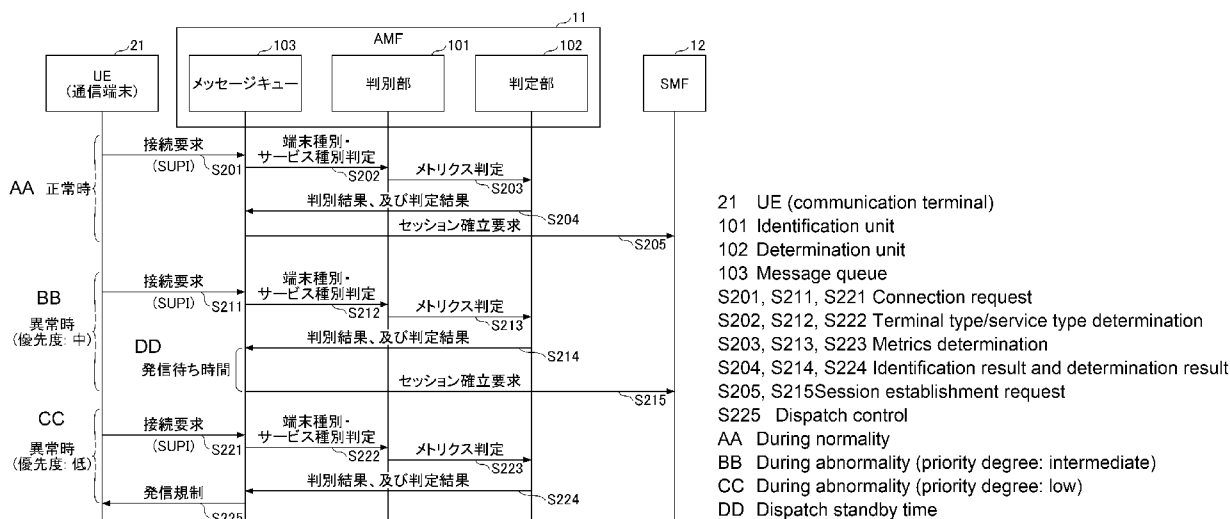 11
AMF
21
103
101
102
12
UE
(通信端末)
メッセージキュー
判別部
判定部
SMF
AA 正常時
接続要求
(SUPI)
S201
端末種別・
サービス種別判定
S202
メトリクス判定
S203
判別結果、及び判定結果
S204
セッション確立要求
S205
BB
異常時
(優先度: 中)
接続要求
(SUPI)
S211
端末種別・
サービス種別判定
S212
メトリクス判定
S213
判別結果、及び判定結果
S214
DD
発信待ち時間
セッション確立要求
S215
CC
異常時
(優先度: 低)
接続要求
(SUPI)
S221
端末種別・
サービス種別判定
S222
メトリクス判定
S223
判別結果、及び判定結果
S224
発信規制
S225
21 UE (communication terminal)
101 Identification unit
102 Determination unit
103 Message queue
S201, S211, S221 Connection request
S202, S212, S222 Terminal type/service type determination
S203, S213, S223 Metrics determination
S204, S214, S224 Identification result and determination result
S205, S215Session establishment request
S225 Dispatch control
AA During normality
BB During abnormality (priority degree: intermediate)
CC During abnormality (priority degree: low)
DD Dispatch standby time